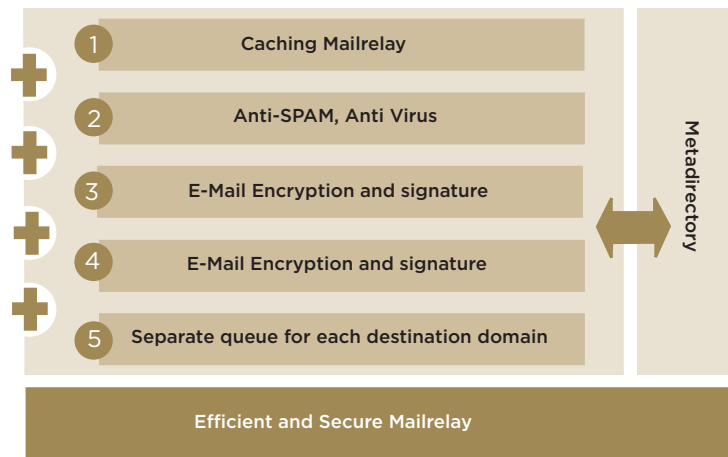 1 Caching Mailrelay
2 Anti-SPAM, Anti Virus
3 E-Mail Encryption and signature
4 E-Mail Encryption and signature
5 Separate queue for each destination domain
Metadirectory
Efficient and Secure Mailrelay